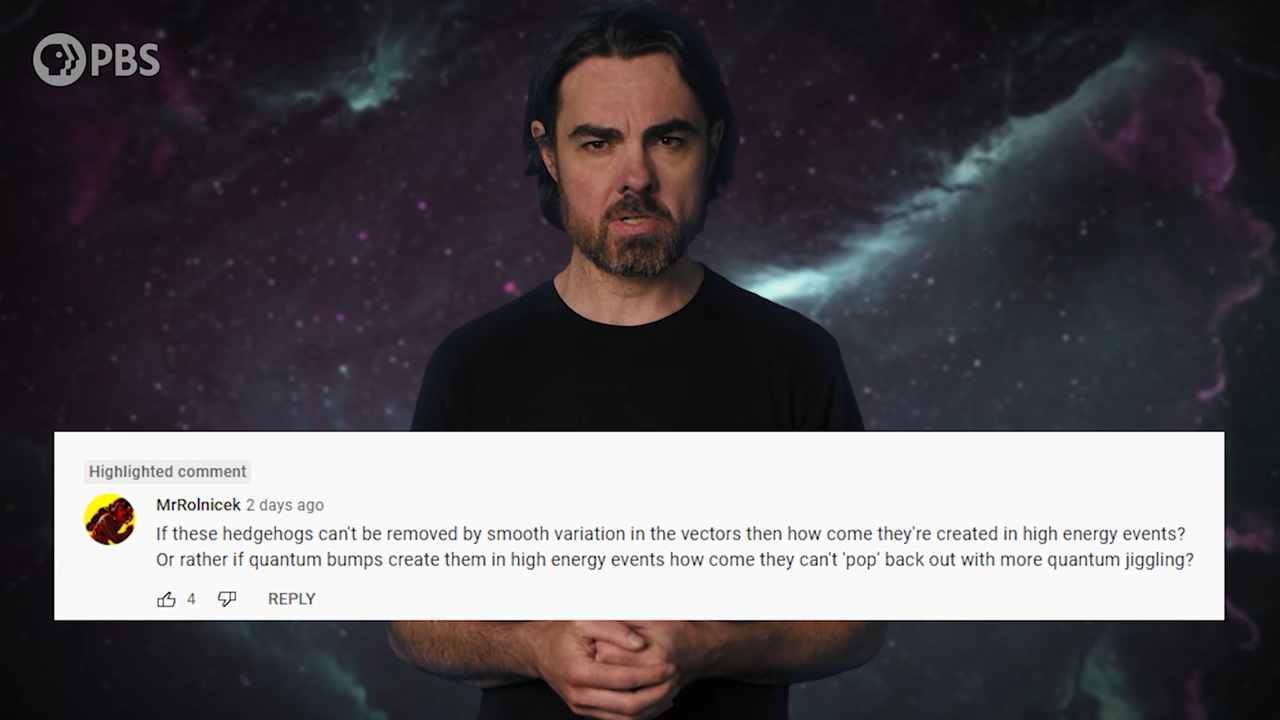 PBS
Highlighted comment
MrRolnicek 2 days ago
If these hedgehogs can't be removed by smooth variation in the vectors then how come they're created in high energy events?
Or rather if quantum bumps create them in high energy events how come they can't 'pop' back out with more quantum jiggling?
4 REPLY